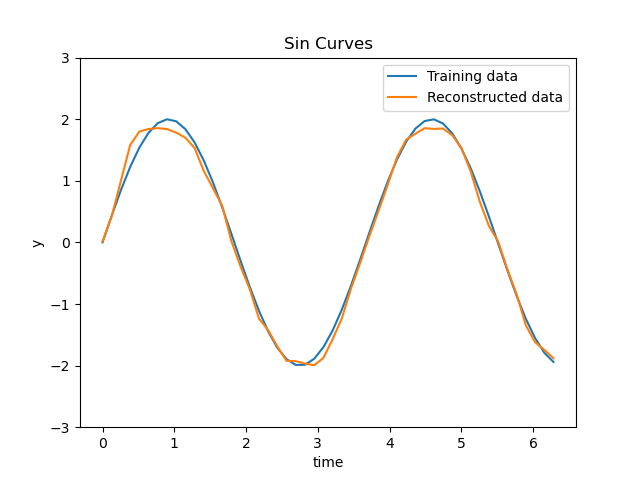 Sin Curves
Training data
Reconstructed data
3
2
1
0
−1
−2
−3
y
0 1 2 3 4 5 6
time